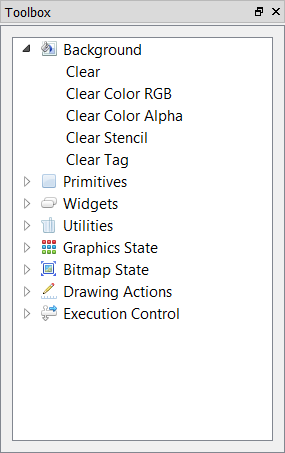 Toolbox
Background
Clear
Clear Color RGB
Clear Color Alpha
Clear Stencil
Clear Tag
Primitives
Widgets
Utilities
Graphics State
Bitmap State
Drawing Actions
Execution Control